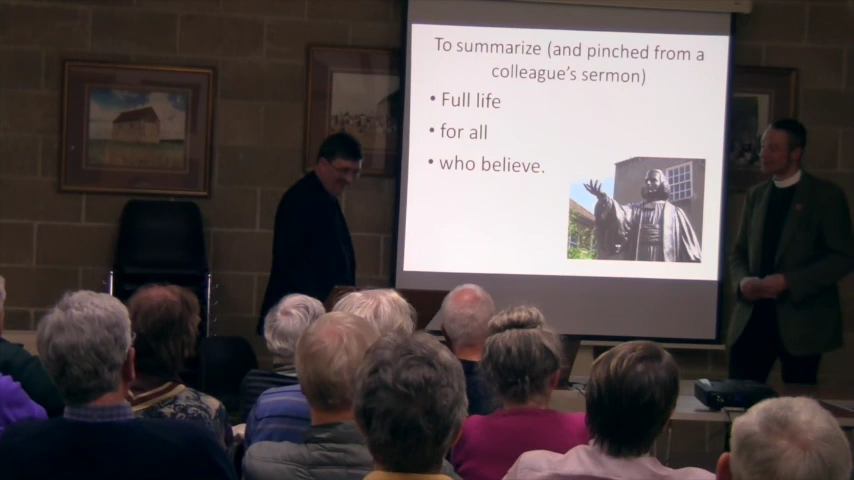 To summarize (and pinched from a
colleague's sermon)
• Full life
• for all
• who believe.